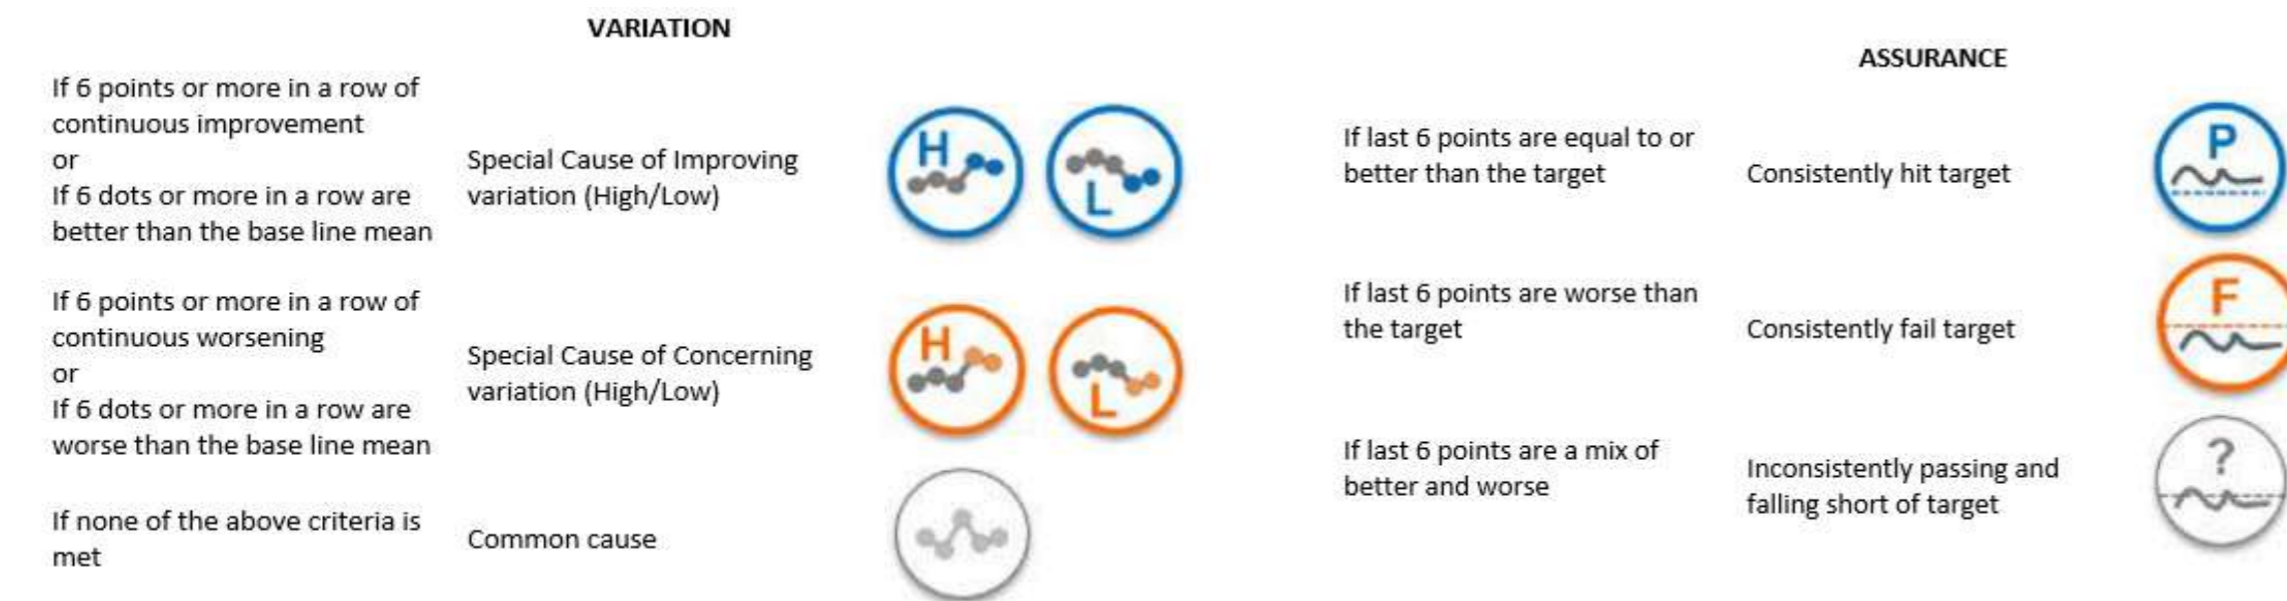 VARIATION
If 6 points or more in a row of
continuous improvement
or
If 6 dots or more in a row are
better than the base line mean
Special Cause of Improving
variation (High/Low)
H
L
If 6 points or more in a row of
continuous worsening
or
If 6 dots or more in a row are
worse than the base line mean
Special Cause of Concerning
variation (High/Low)
H
L
If none of the above criteria is
met
Common cause
ASSURANCE
If last 6 points are equal to or
better than the target
Consistently hit target
P
If last 6 points are worse than
the target
Consistently fail target
F
If last 6 points are a mix of
better and worse
Inconsistently passing and
falling short of target
?